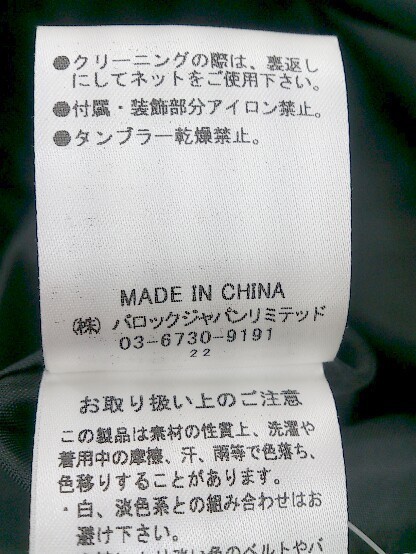 ●クリーニングの際は、裏返し
にしてネットをご使用下さい。
●付属・装飾部分アイロン禁止。
●タンブラー乾燥禁止。
MADE IN CHINA
㈱ バロックジャパンリミテッド
03-6730-9191
22
お取り扱い上のご注意
この製品は素材の性質上、洗濯や
着用中の摩擦、汗、雨等で色落ち、
色移りすることがあります。
・白、淡色系との組み合わせはお
避け下さい。
色のベルトやバ